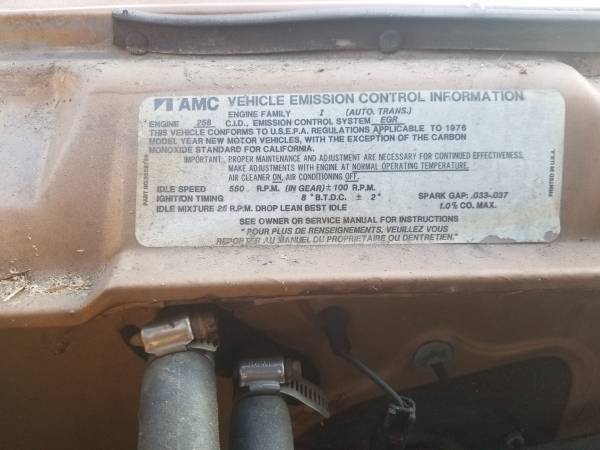 AMC VEHICLE EMISSION CONTROL INFORMATION
ENGINE FAMILY I (AUTO. TRANS.)
ENGINE 258 C.I.D., EMISSION CONTROL SYSTEM EGR
THIS VEHICLE CONFORMS TO U.S.E.P.A. REGULATIONS APPLICABLE TO 1976
MODEL YEAR NEW MOTOR VEHICLES, WITH THE EXCEPTION OF THE CARBON
MONOXIDE STANDARD FOR CALIFORNIA.
IMPORTANT: PROPER MAINTENANCE AND ADJUSTMENT ARE NECESSARY FOR CONTINUED EFFECTIVENESS.
MAKE ADJUSTMENTS WITH ENGINE AT NORMAL OPERATING TEMPERATURE,
AIR CLEANER ON, AIR CONDITIONING OFF.
IDLE SPEED 550 R.P.M. (IN GEAR) ± 100 R.P.M.
IGNITION TIMING 8° B.T.D.C. ± 2° SPARK GAP: .033-.037
IDLE MIXTURE 25 R.P.M. DROP LEAN BEST IDLE 1.0% CO. MAX.
SEE OWNER OR SERVICE MANUAL FOR INSTRUCTIONS
"POUR PLUS DE RENSEIGNEMENTS, VEUILLEZ VOUS
REPORTER AU MANUEL DU PROPRIETAIRE OU DENTRETIEN."
PART NO.
PRINTED IN U.S.A.